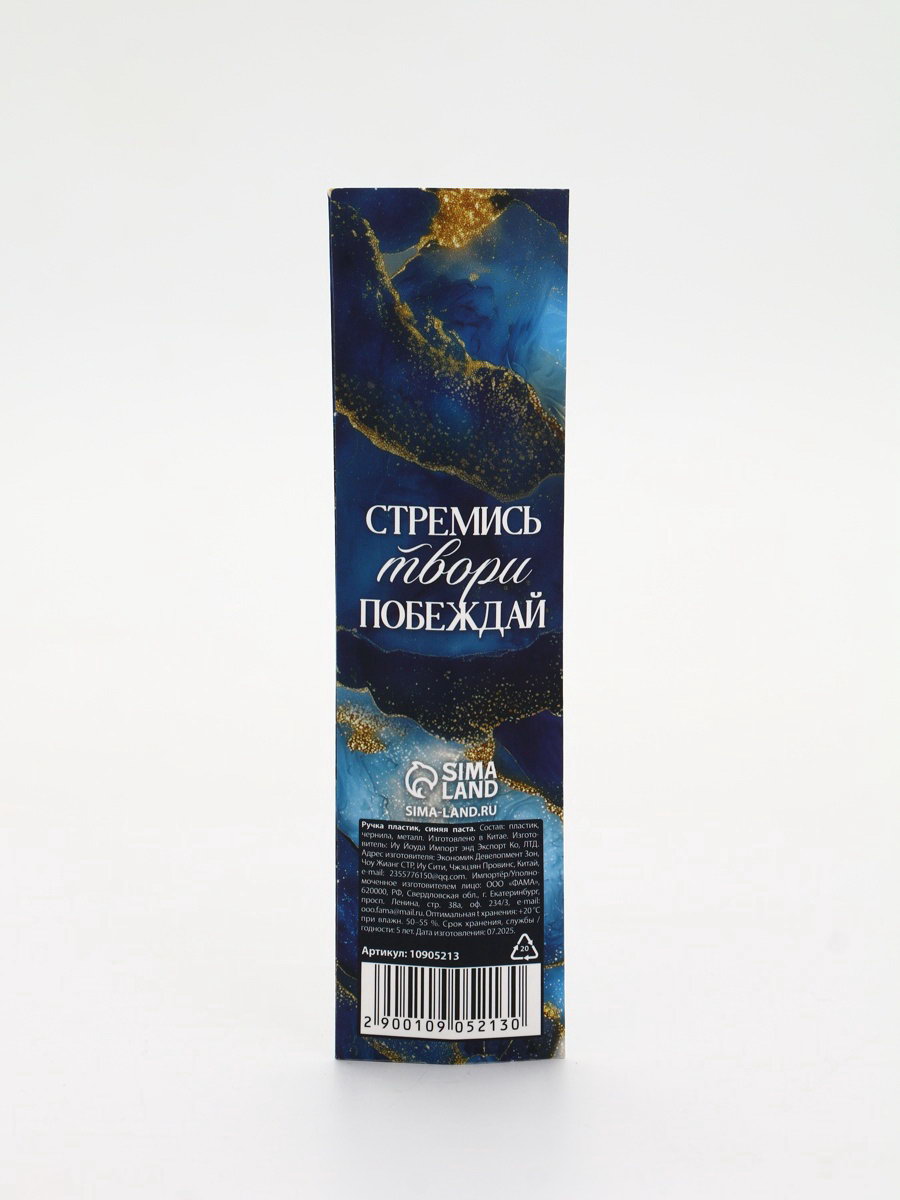 СТРЕМИСЬ
твори
ПОБЕЖДАЙ
SIMA
LAND
SIMA-LAND.RU
Ручка пластик, синяя паста. Состав: пластик,
чернила, металл. Изготовлено в Китае. Изгото-
витель: Иу Йоуда Импорт энд Экспорт Ко, ЛТД.
Адрес изготовителя: Экономик Девелопмент Зон,
Чоу Жианг СТР, Иу Сити, Чжэцзян Провинс, Китай,
e-mail: 2355776150@qq.com. Импортёр/Уполно-
моченное изготовителем лицо: ООО «ФАМА»,
620000, РФ, Свердловская обл., г. Екатеринбург,
просп. Ленина, стр. 38а, оф. 234/3. e-mail:
ooo.fama@mail.ru. Оптимальная t хранения: +20 °С
при влажн. 50–55 %. Срок хранения, службы /
годности: 5 лет. Дата изготовления: 07.2025.
Артикул: 10905213
20
2 900109 052130